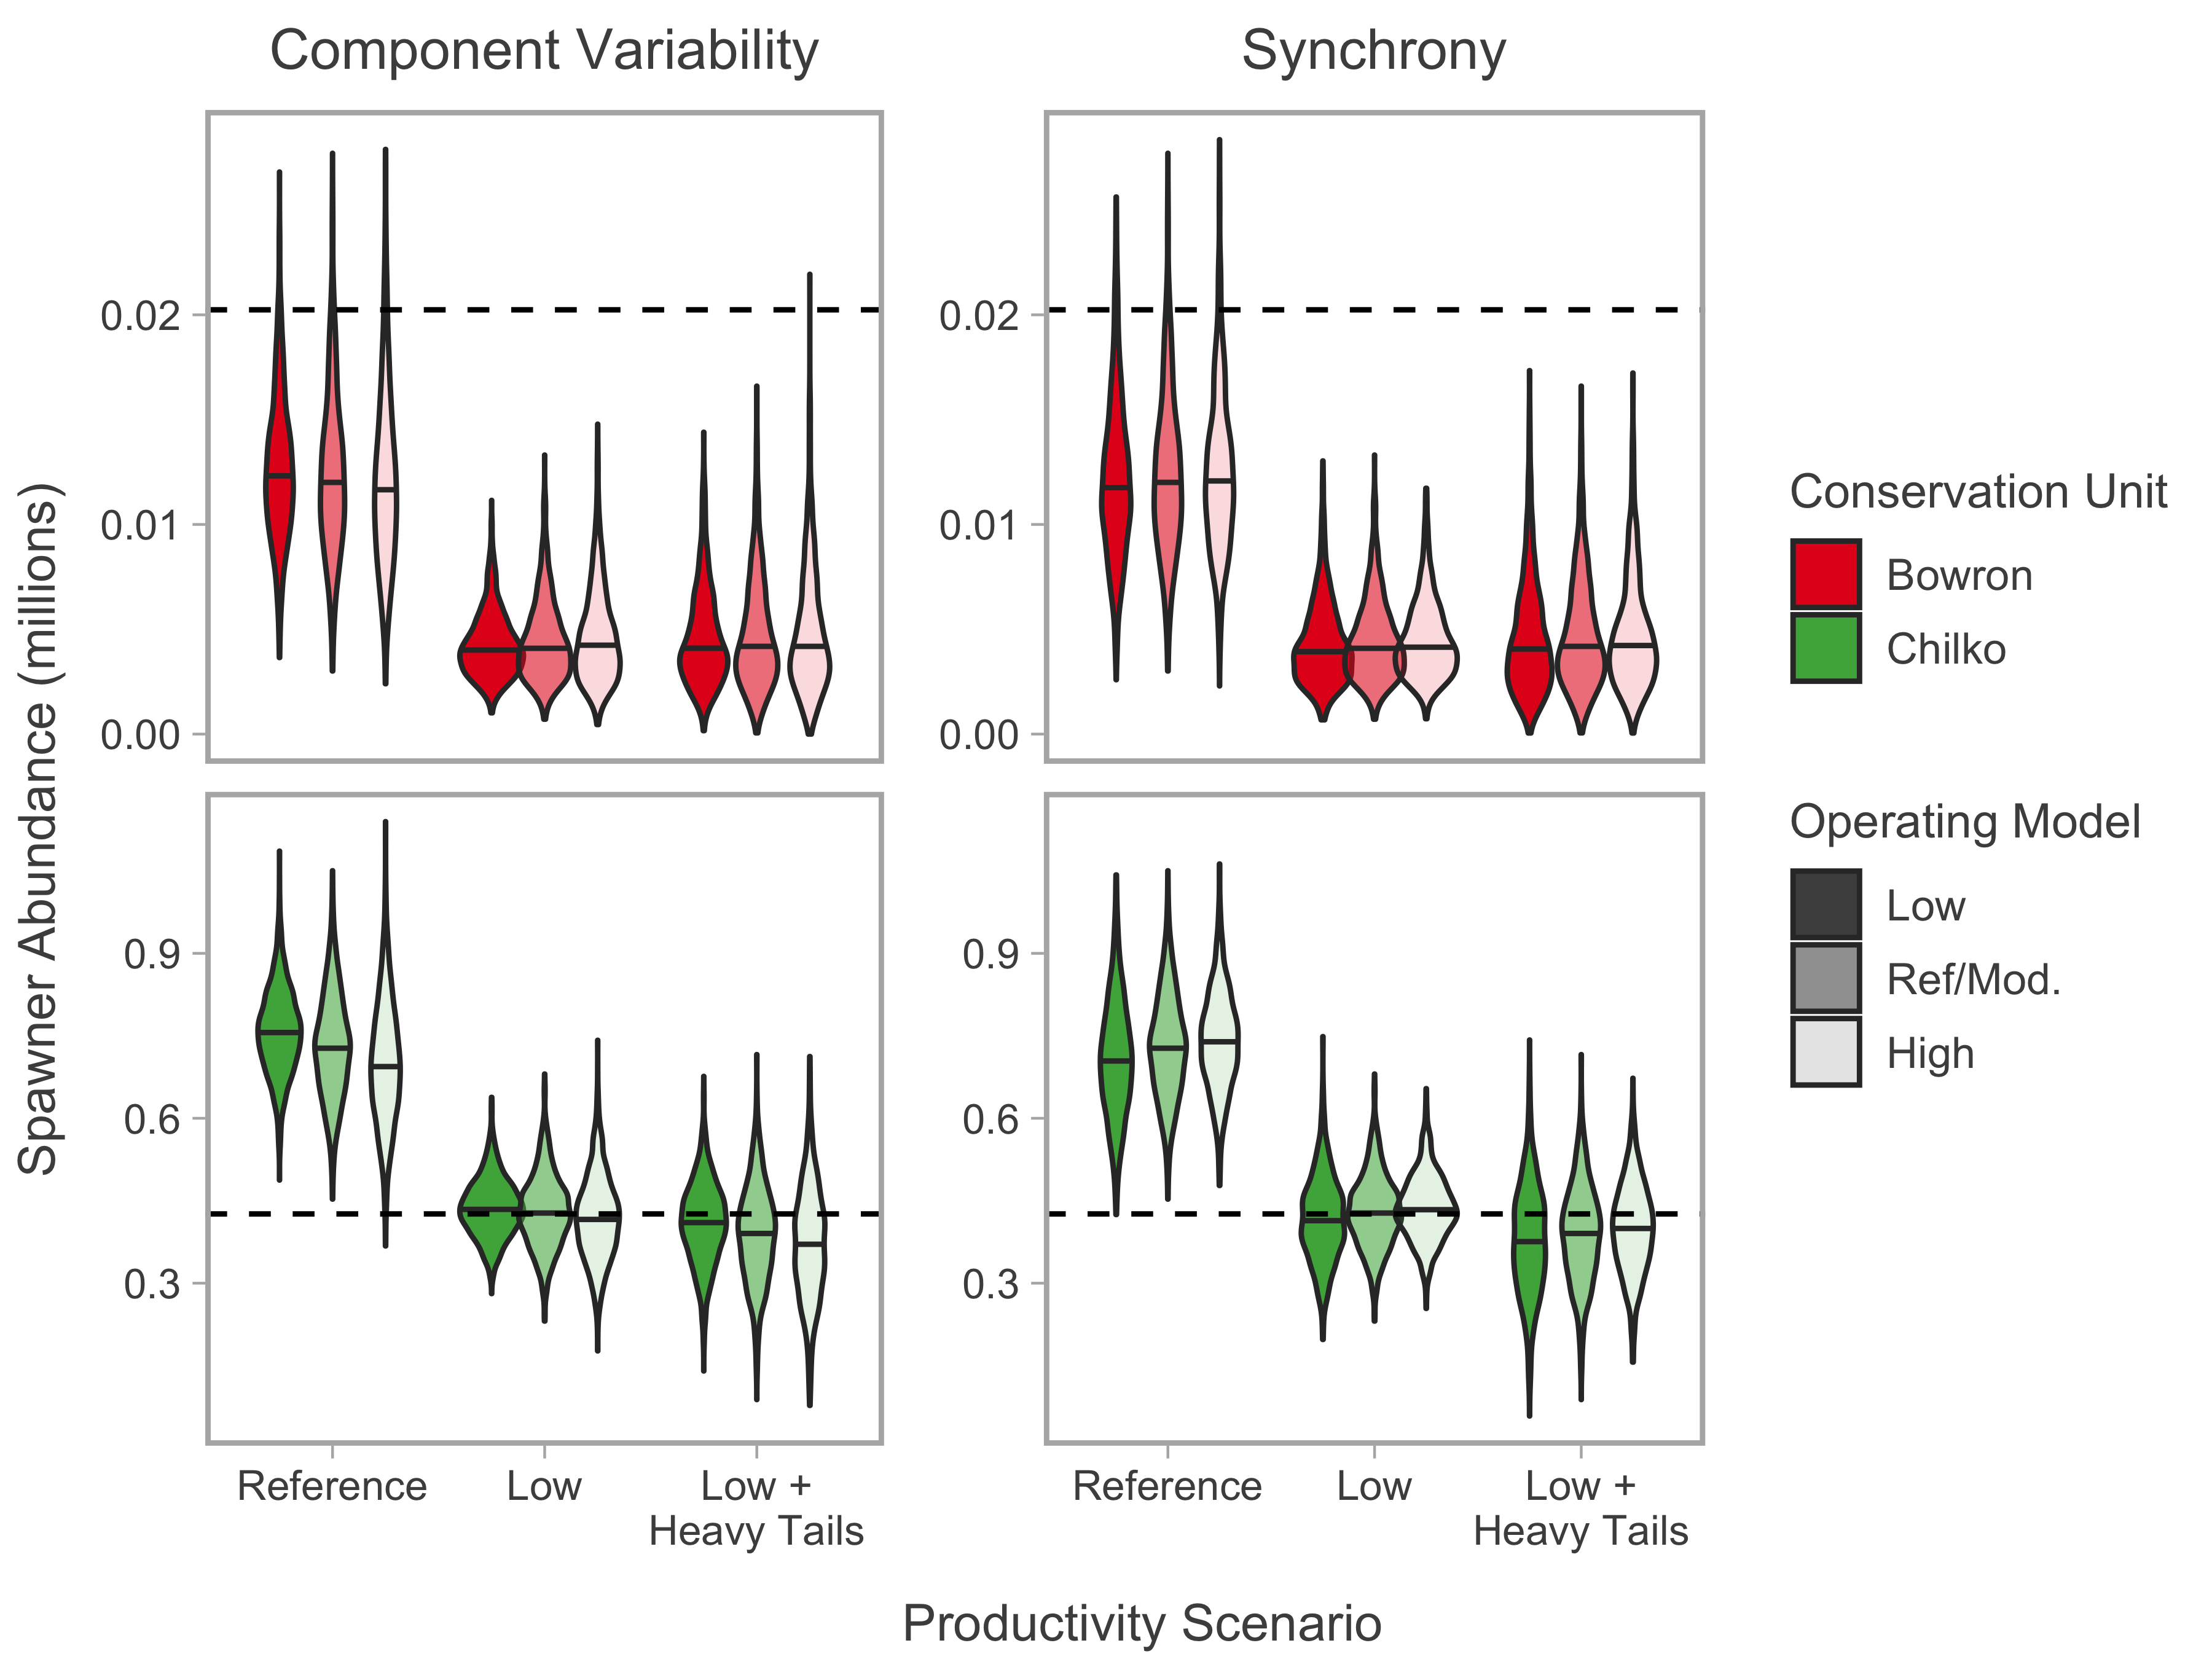 Component Variability
Synchrony
Spawner Abundance (millions)
0.02
0.01
0.00
0.02
0.01
0.00
0.9
0.6
0.3
0.9
0.6
0.3
Reference
Low
Low +
Heavy Tails
Reference
Low
Low +
Heavy Tails
Productivity Scenario
Conservation Unit
Bowron
Chilko
Operating Model
Low
Ref/Mod.
High